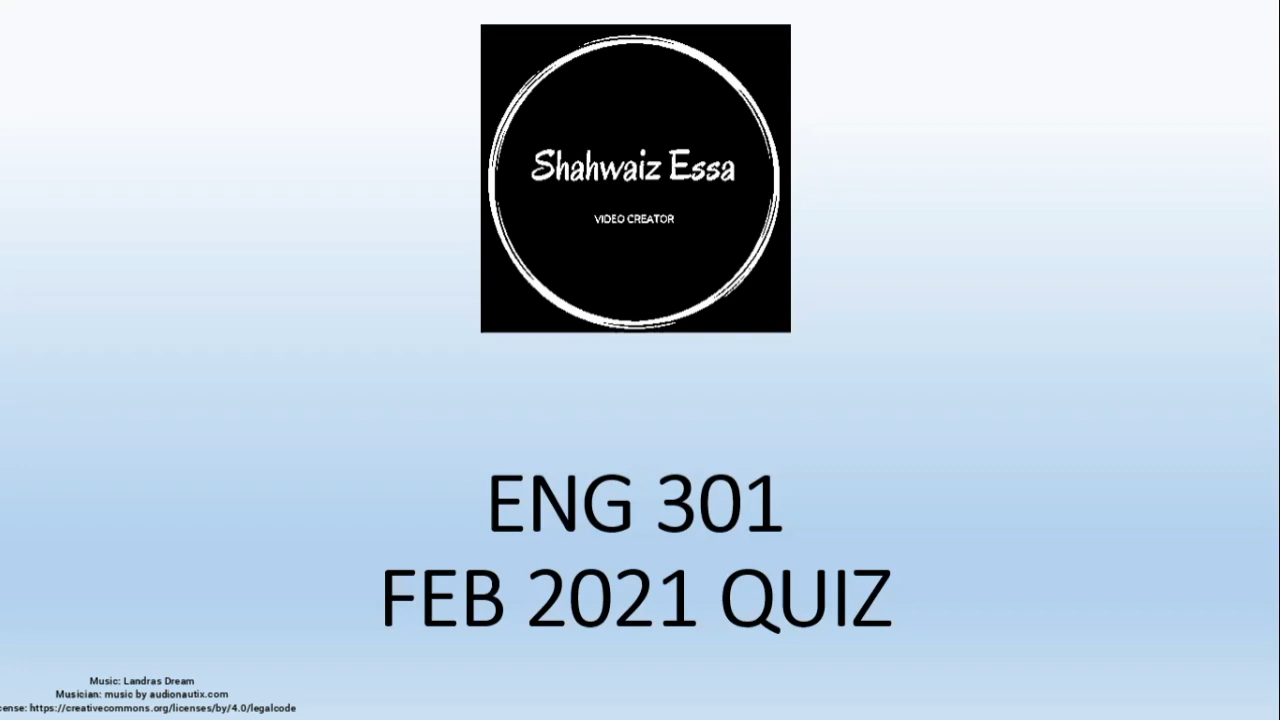 Shahwaiz Essa
VIDEO CREATOR
ENG 301
FEB 2021 QUIZ
Music: Landras Dream
Musician: music by audionautix.com
cense: https://creativecommons.org/licenses/by/4.0/legalcode